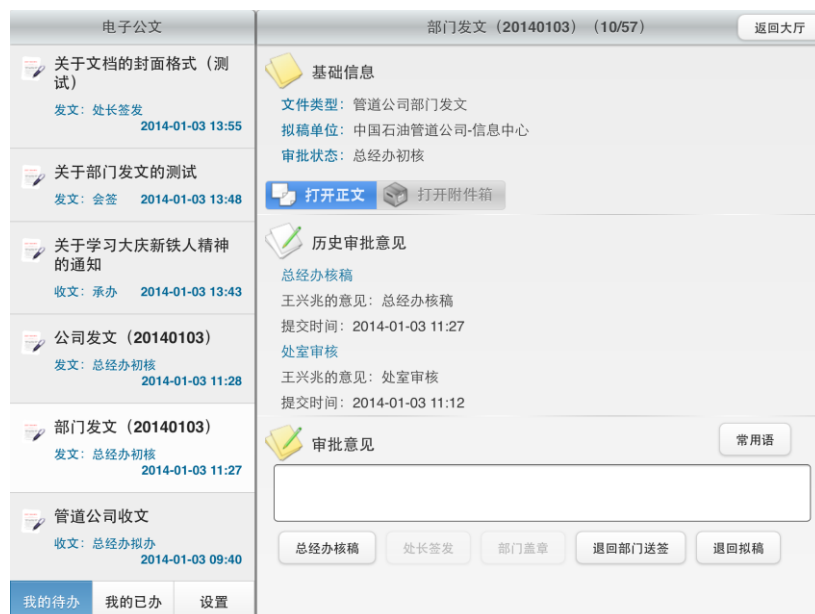 电子公文
关于文档的封面格式（测
试）
发文：处长签发
2014-01-03 13:55
关于部门发文的测试
发文：会签 2014-01-03 13:48
关于学习大庆新铁人精神
的通知
收文：承办 2014-01-03 13:43
公司发文（20140103）
发文：总经办初核
2014-01-03 11:28
部门发文（20140103）
发文：总经办初核
2014-01-03 11:27
管道公司收文
收文：总经办拟办
2014-01-03 09:40
我的待办 我的已办 设置
部门发文（20140103）（10/57） 返回大厅
基础信息
文件类型：管道公司部门发文
拟稿单位：中国石油管道公司-信息中心
审批状态：总经办初核
打开正文 打开附件箱
历史审批意见
总经办核稿
王兴兆的意见：总经办核稿
提交时间：2014-01-03 11:27
处室审核
王兴兆的意见：处室审核
提交时间：2014-01-03 11:12
审批意见 常用语
总经办核稿 处长签发 部门盖章 退回部门送签 退回拟稿